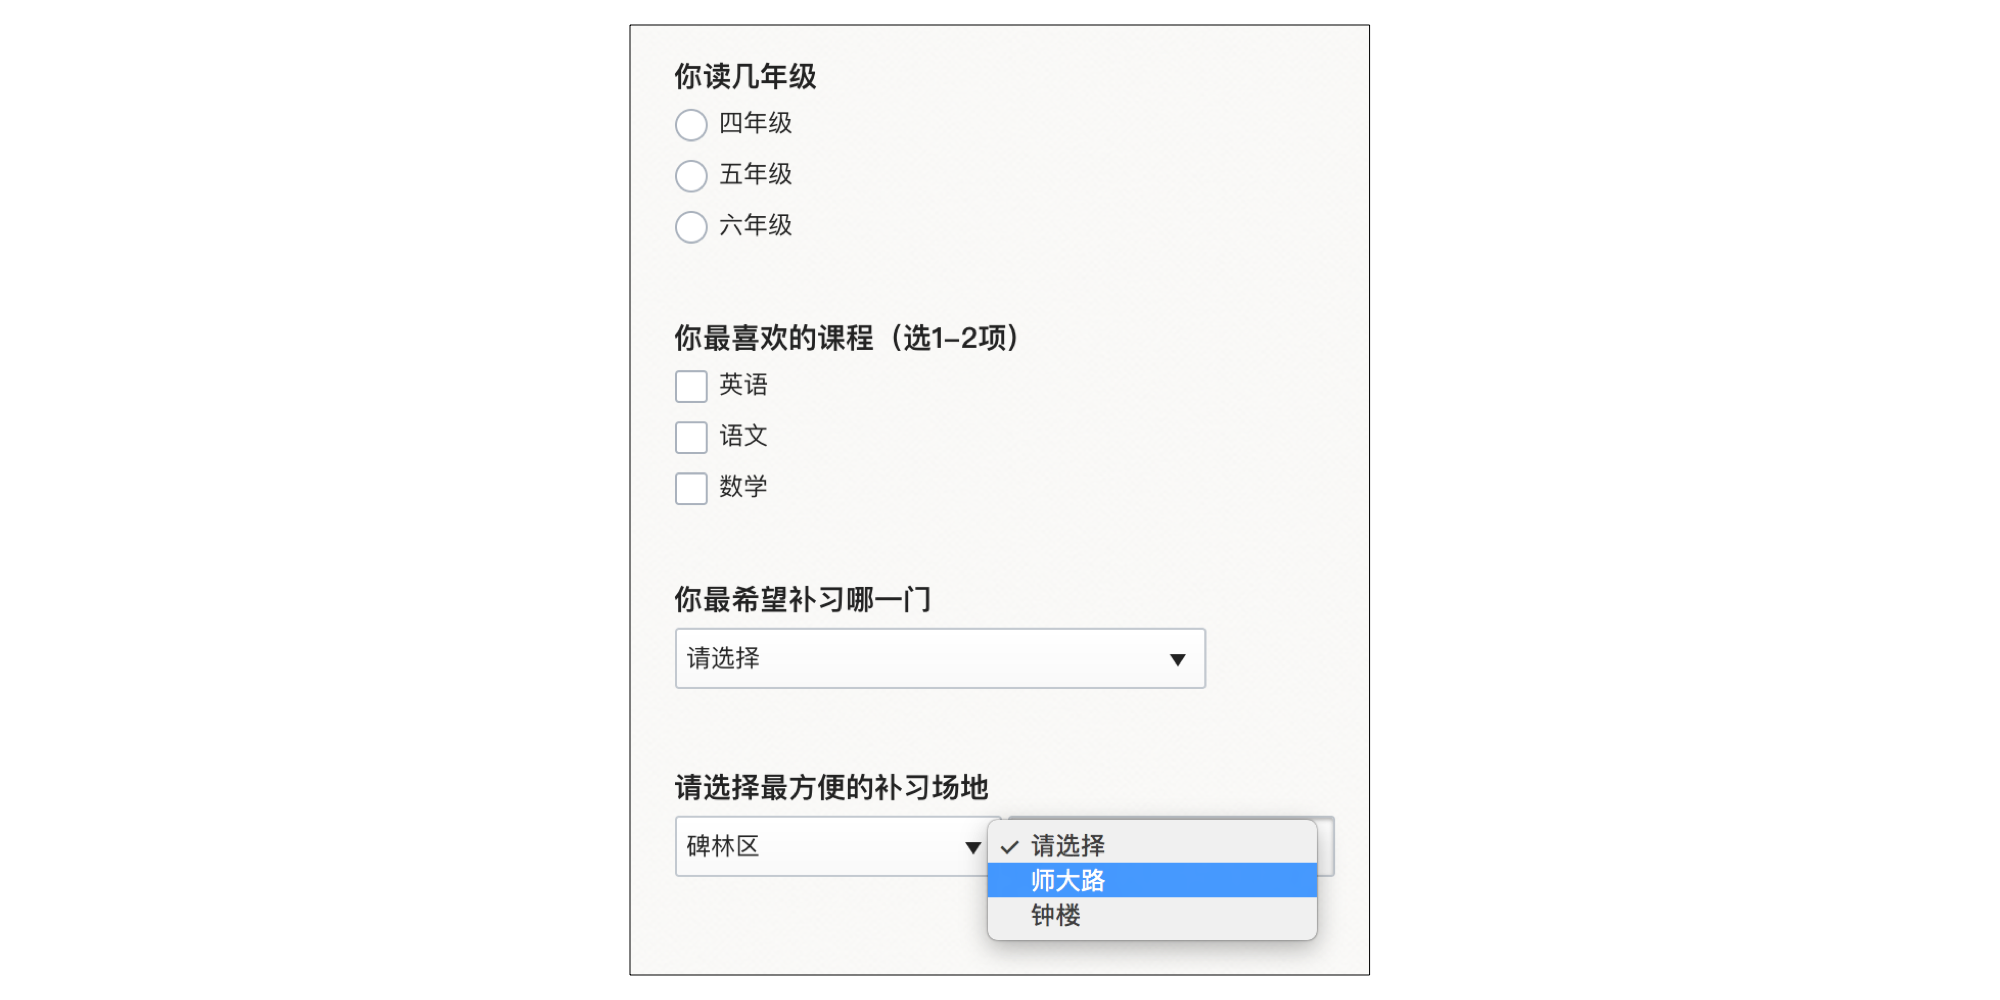 你读几年级
四年级
五年级
六年级
你最喜欢的课程（选1-2项）
英语
语文
数学
你最希望补习哪一门
请选择
请选择最方便的补习场地
碑林区
请选择
师大路
钟楼